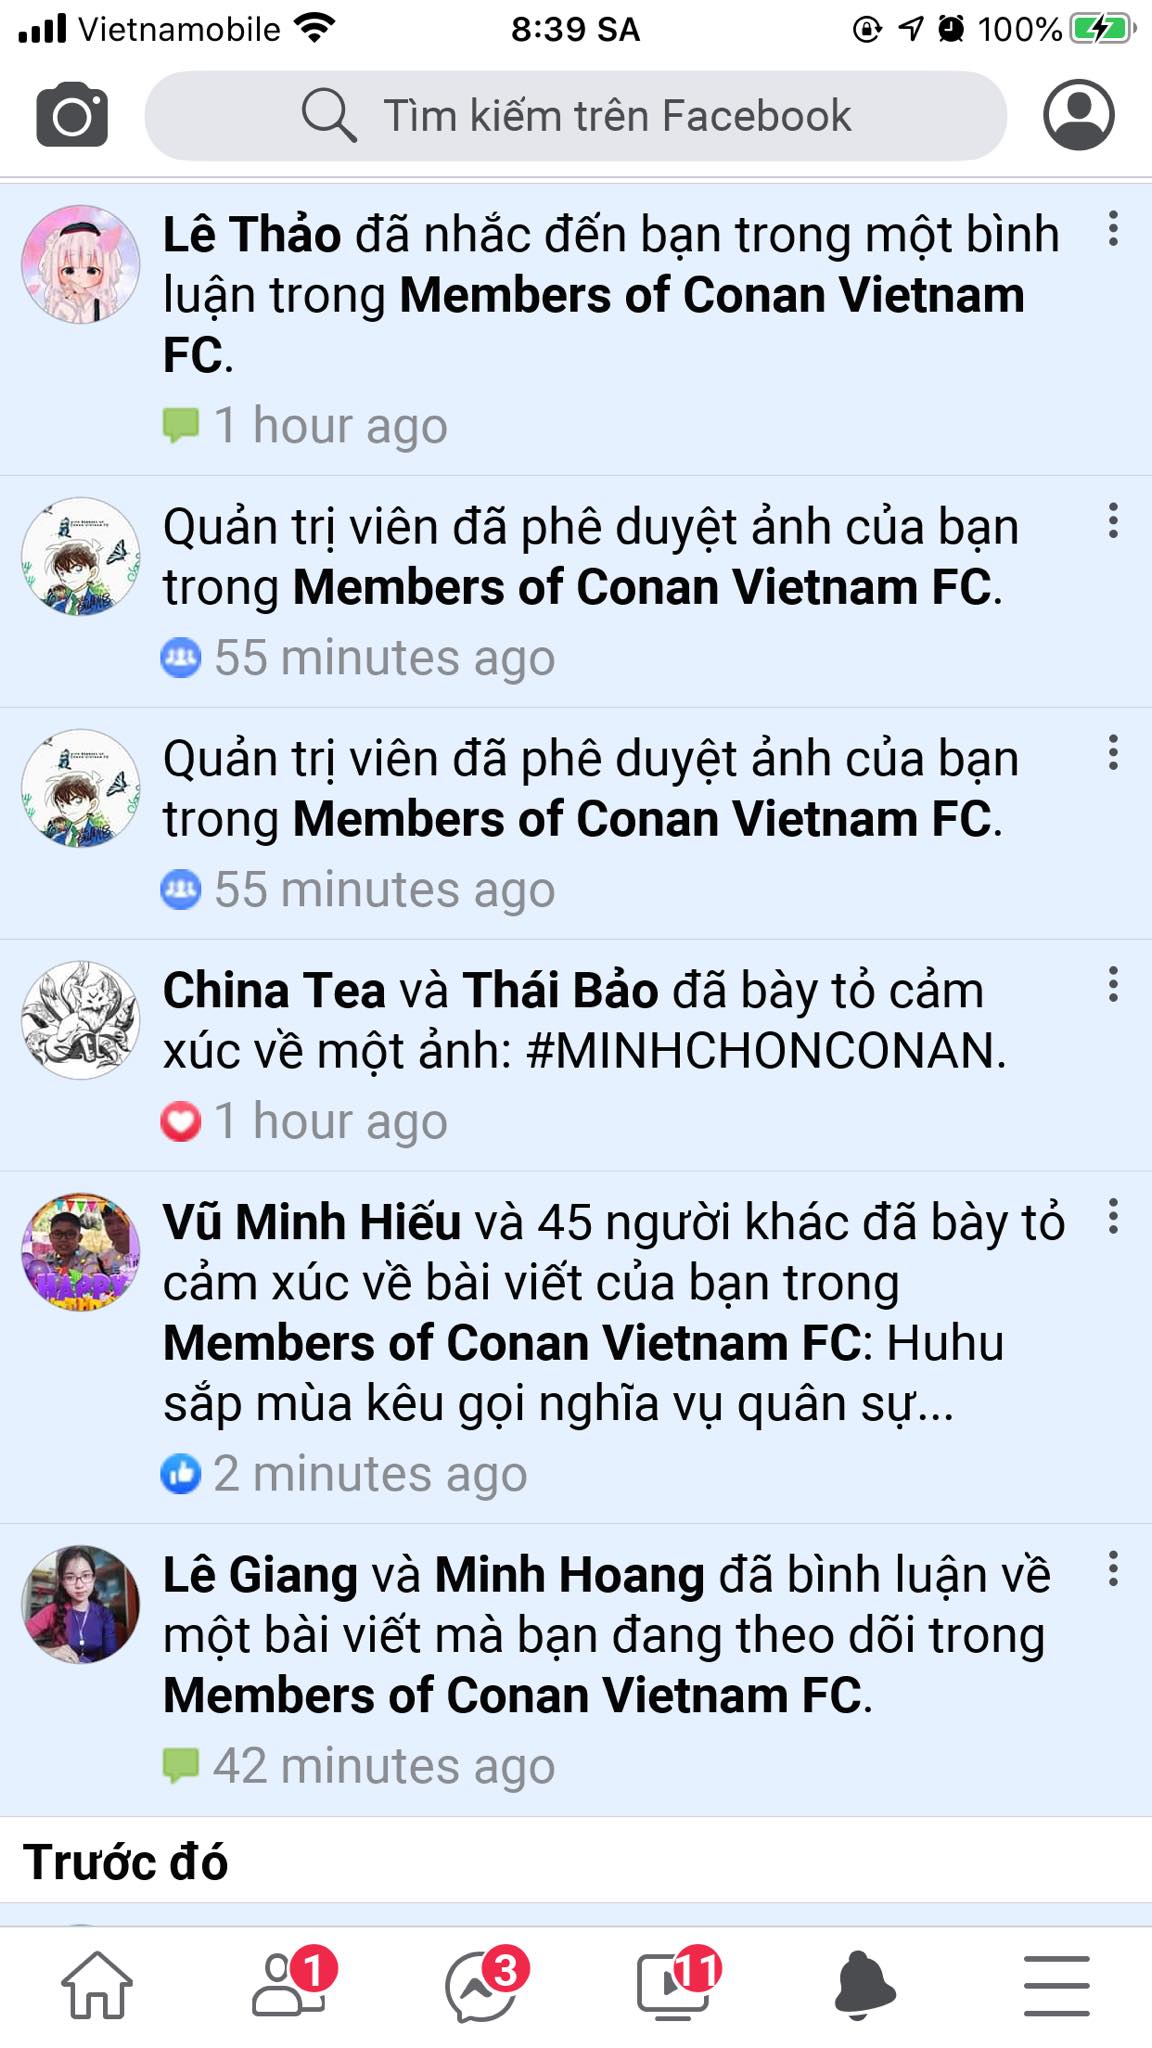 Vietnamobile 8:39 SA 100%
Tìm kiếm trên Facebook
Lê Thảo đã nhắc đến bạn trong một bình
luận trong Members of Conan Vietnam
FC.
1 hour ago
Quản trị viên đã phê duyệt ảnh của bạn
trong Members of Conan Vietnam FC.
55 minutes ago
Quản trị viên đã phê duyệt ảnh của bạn
trong Members of Conan Vietnam FC.
55 minutes ago
China Tea và Thái Bảo đã bày tỏ cảm
xúc về một ảnh: #MINHCHONCONAN.
1 hour ago
Vũ Minh Hiếu và 45 người khác đã bày tỏ
cảm xúc về bài viết của bạn trong
Members of Conan Vietnam FC: Huhu
sắp mùa kêu gọi nghĩa vụ quân sự...
2 minutes ago
Lê Giang và Minh Hoang đã bình luận về
một bài viết mà bạn đang theo dõi trong
Members of Conan Vietnam FC.
42 minutes ago
Trước đó
1 3 11